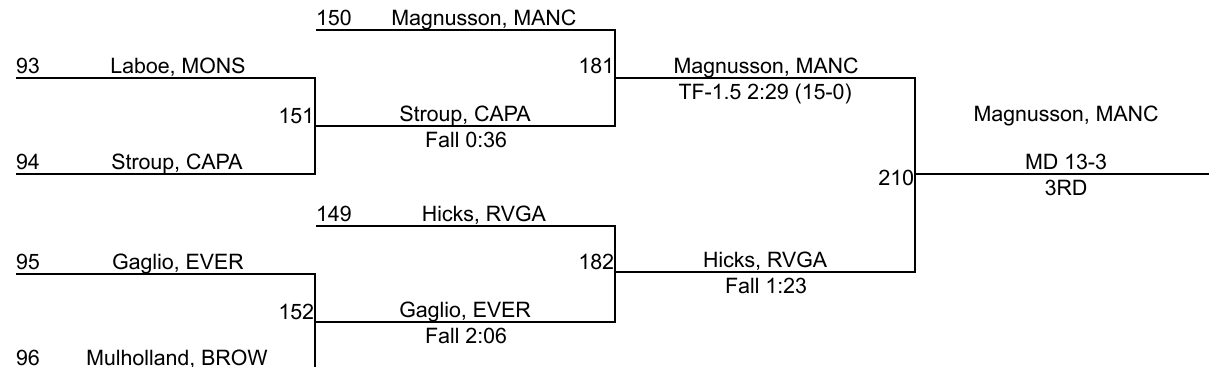 150 Magnusson, MANC
93 Laboe, MONS
181 Magnusson, MANC
TF-1.5 2:29 (15-0)
151 Stroup, CAPA
Fall 0:36
Magnusson, MANC
94 Stroup, CAPA
MD 13-3
210
3RD
149 Hicks, RVGA
95 Gaglio, EVER
182 Hicks, RVGA
Fall 1:23
152 Gaglio, EVER
Fall 2:06
96 Mulholland, BROW